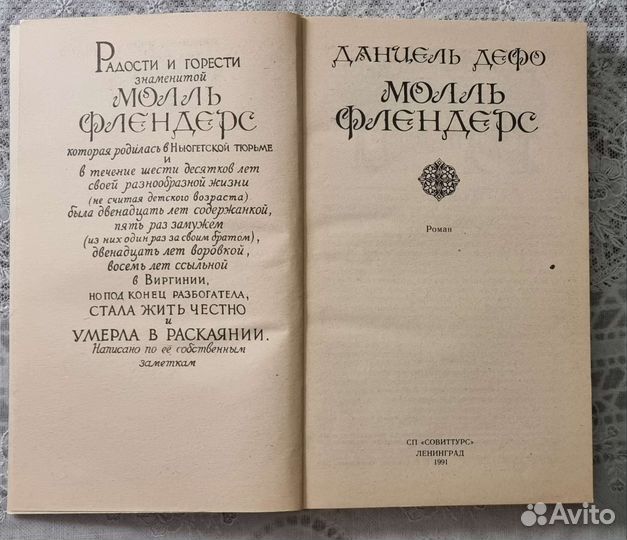 Радости и горести
знаменитой
МОЛЛЬ
ФЛЕНДЕРС
которая родилась в Ньюгетской тюрьме
и
в течение шести десятков лет
своей разнообразной жизни
(не считая детского возраста)
была двенадцать лет содержанкой,
пять раз замужем
(из них один раз за своим братом),
двенадцать лет воровкой,
восемь лет ссыльной
в Виргинии,
но под конец разбогатела,
стала жить честно
и
умерла в раскаянии.
Написано по её собственным
заметкам
ДАНИЕЛЬ ДЕФО
МОЛЛЬ
ФЛЕНДЕРС
Роман
СП «СОВИТТУРС»
ЛЕНИНГРАД
1991
Avito